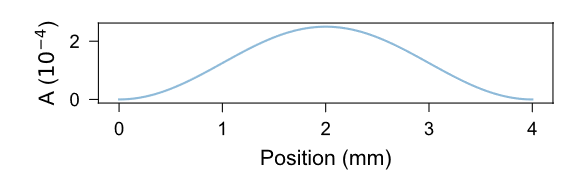 A (10⁻⁴)
2
0
0 1 2 3 4
Position (mm)